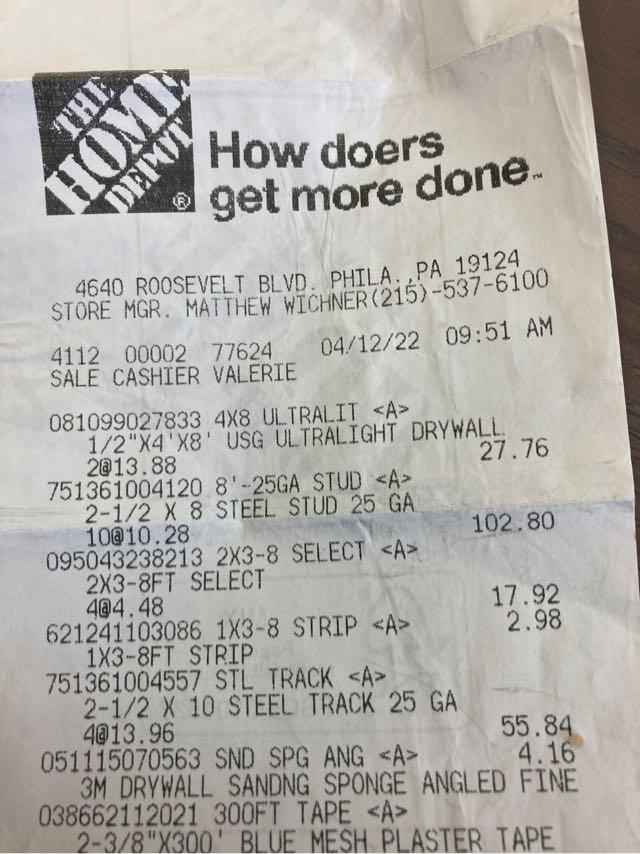 THE
HOME
DEPOT®
How doers
get more done™
4640 ROOSEVELT BLVD. PHILA.,PA 19124
STORE MGR. MATTHEW WICHNER(215)-537-6100
4112 00002 77624 04/12/22 09:51 AM
SALE CASHIER VALERIE
081099027833 4X8 ULTRALIT <A>
1/2"X4'X8' USG ULTRALIGHT DRYWALL
2@13.88 27.76
751361004120 8'-25GA STUD <A>
2-1/2 X 8 STEEL STUD 25 GA
10@10.28 102.80
095043238213 2X3-8 SELECT <A>
2X3-8FT SELECT
4@4.48 17.92
621241103086 1X3-8 STRIP <A> 2.98
1X3-8FT STRIP
751361004557 STL TRACK <A>
2-1/2 X 10 STEEL TRACK 25 GA
4@13.96 55.84
051115070563 SND SPG ANG <A> 4.16
3M DRYWALL SANDNG SPONGE ANGLED FINE
038662112021 300FT TAPE <A>
2-3/8"X300' BLUE MESH PLASTER TAPE